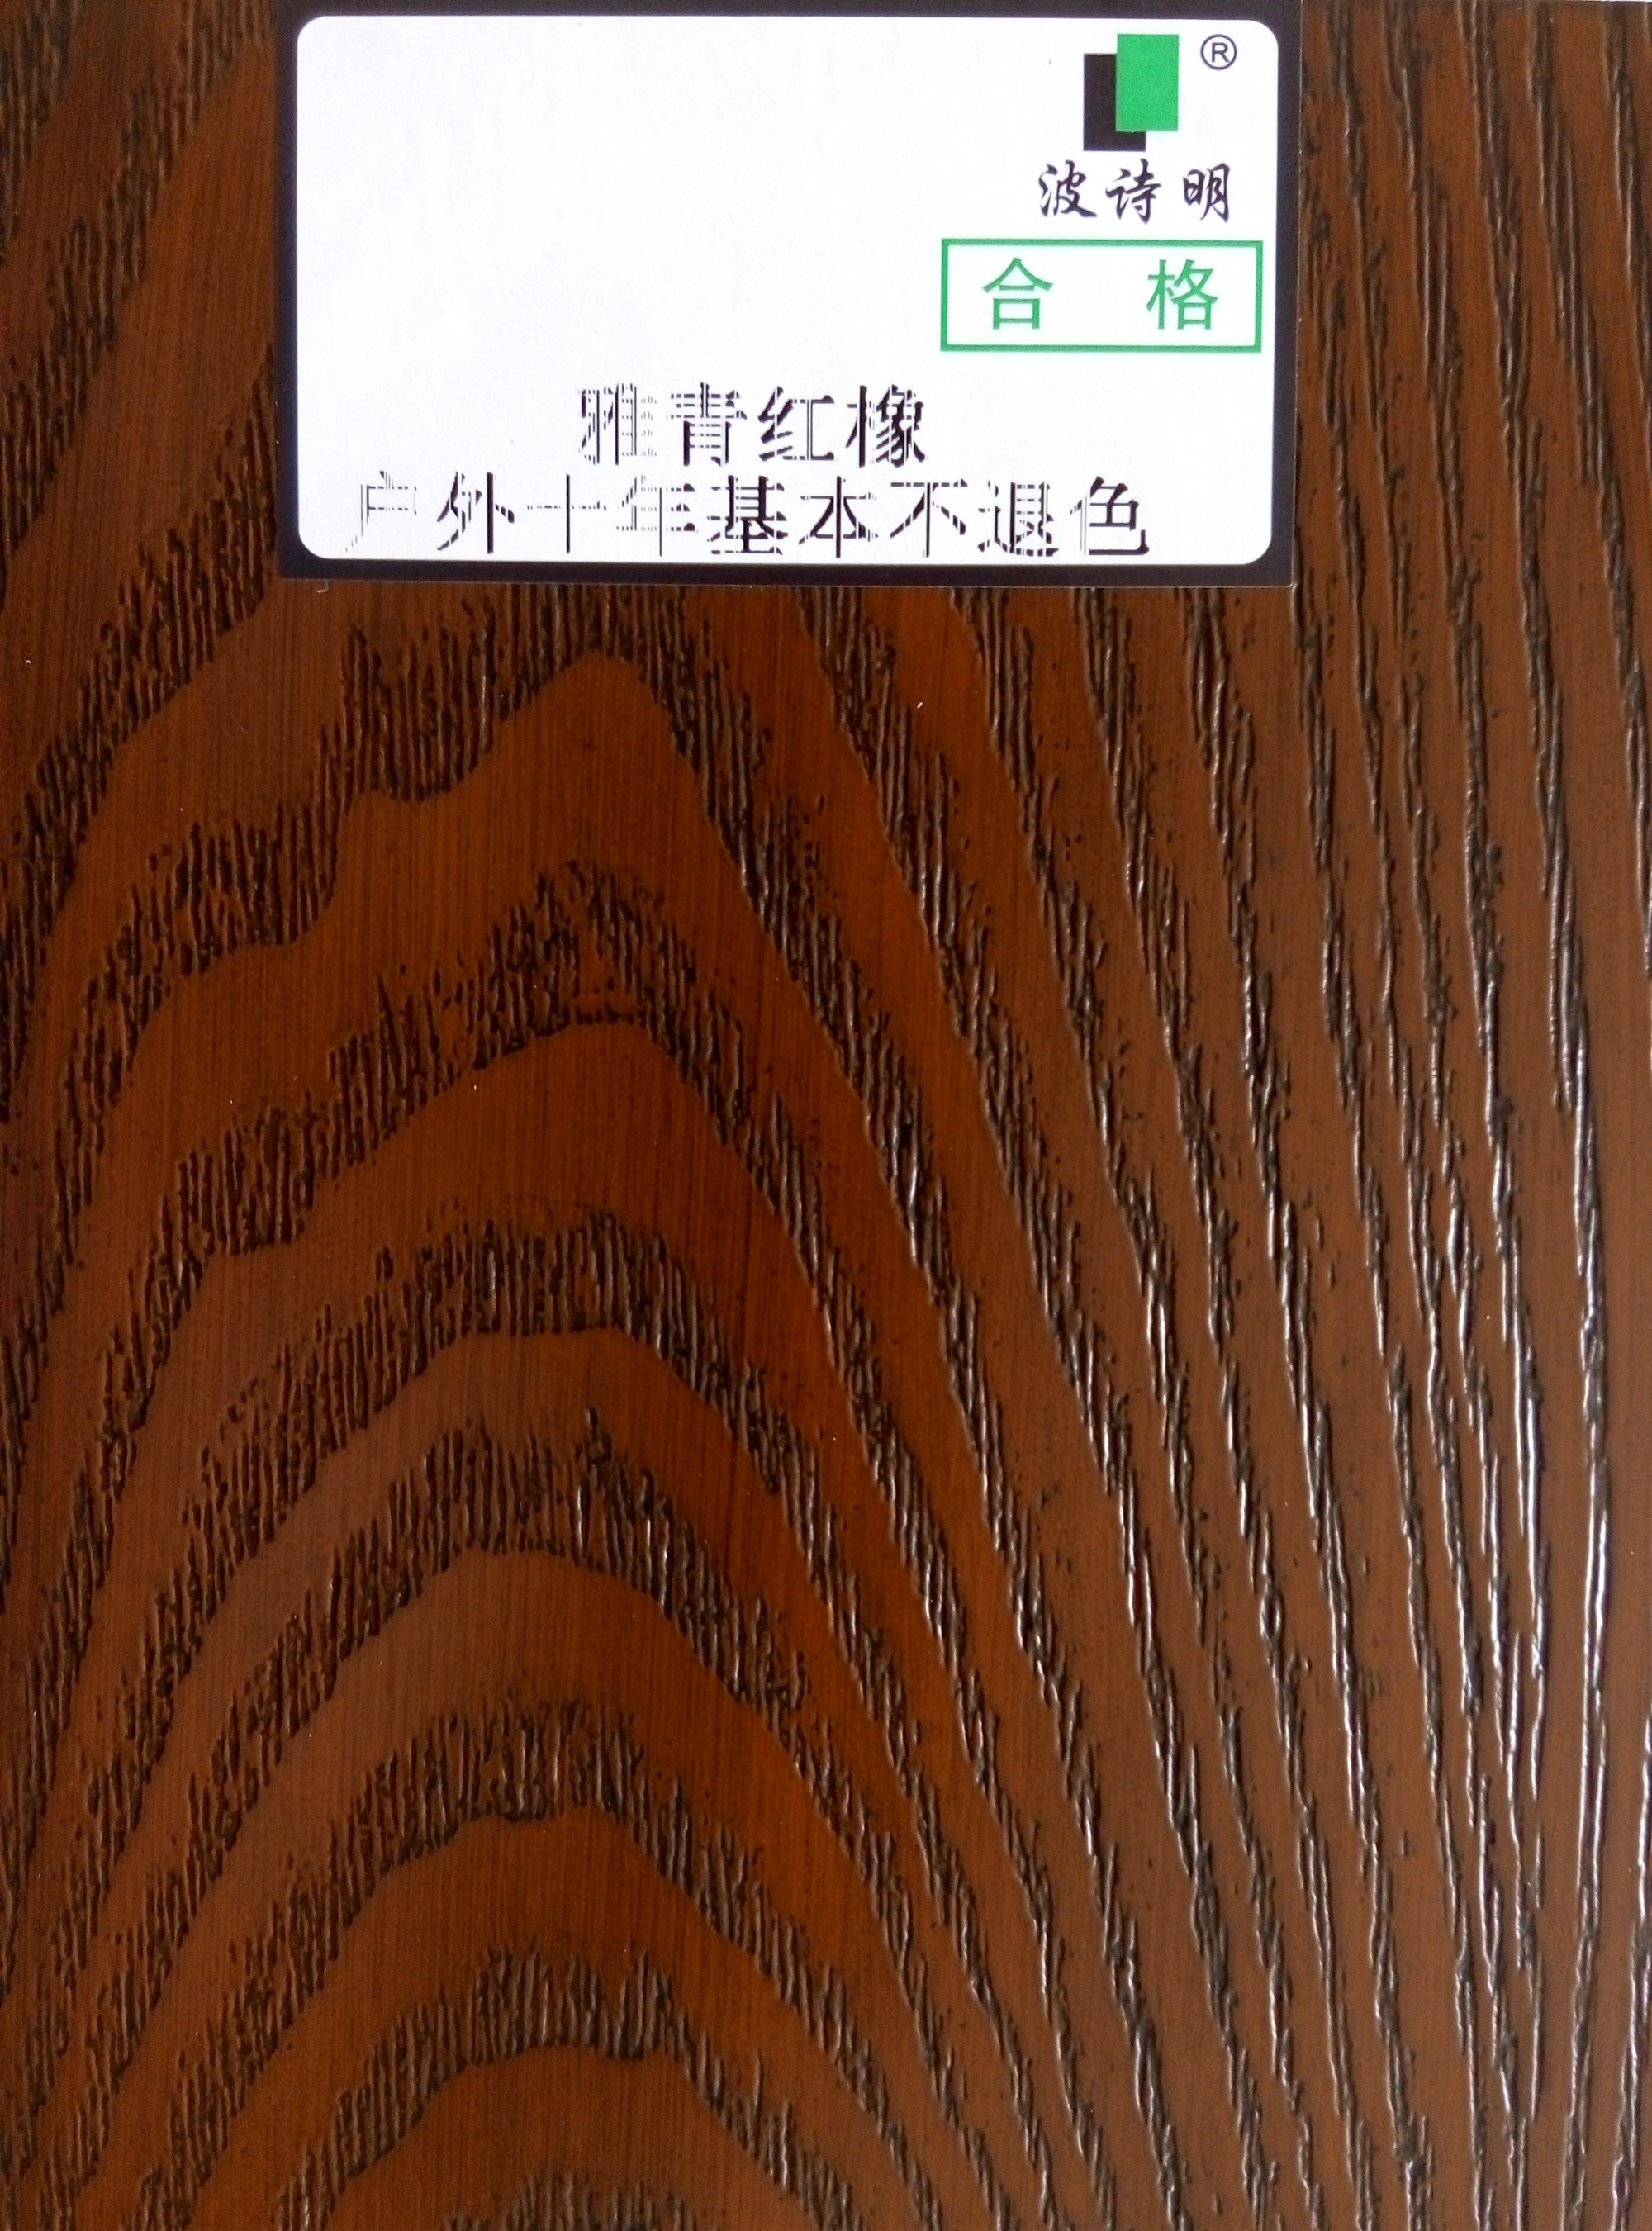 ®
波诗明
合 格
雅青红橡
户外十年基本不退色